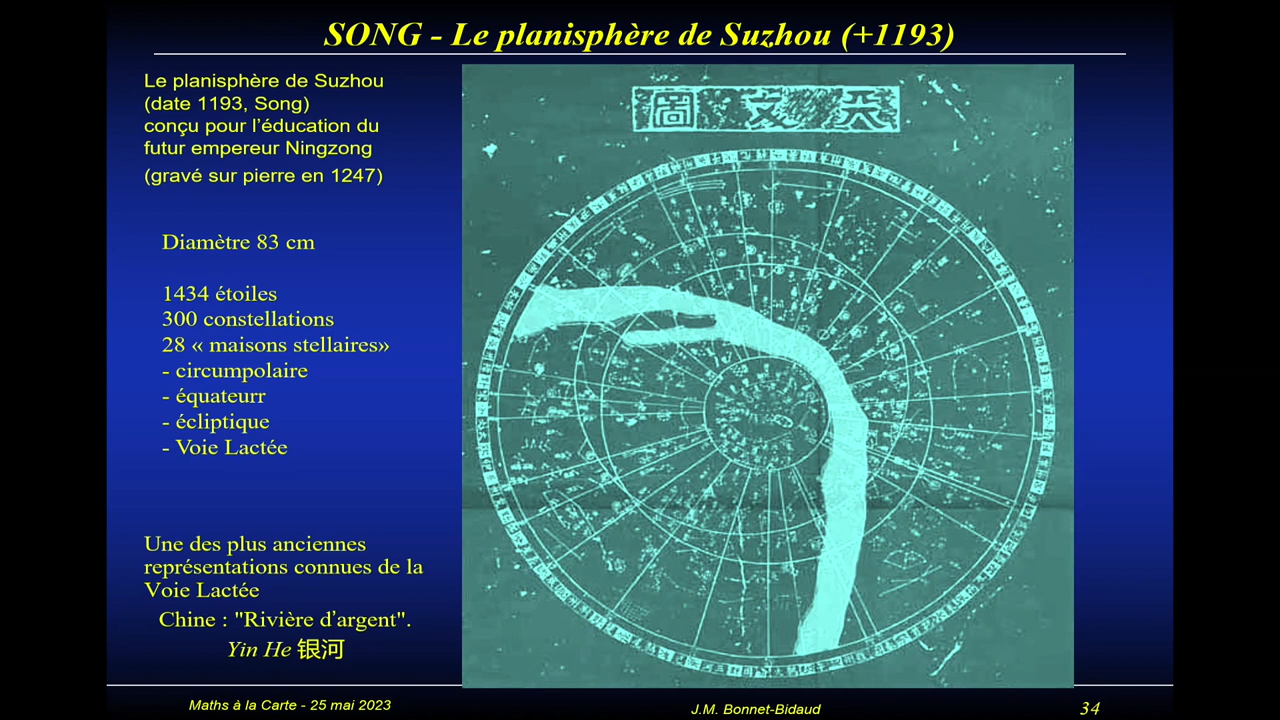 SONG - Le planisphère de Suzhou (+1193)
Le planisphère de Suzhou
(date 1193, Song)
conçu pour l'éducation du
futur empereur Ningzong
(gravé sur pierre en 1247)
Diamètre 83 cm
1434 étoiles
300 constellations
28 « maisons stellaires»
- circumpolaire
- équateurr
- écliptique
- Voie Lactée
Une des plus anciennes
représentations connues de la
Voie Lactée
Chine : "Rivière d'argent".
Yin He 银河
圖文天
Maths à la Carte - 25 mai 2023
J.M. Bonnet-Bidaud
34